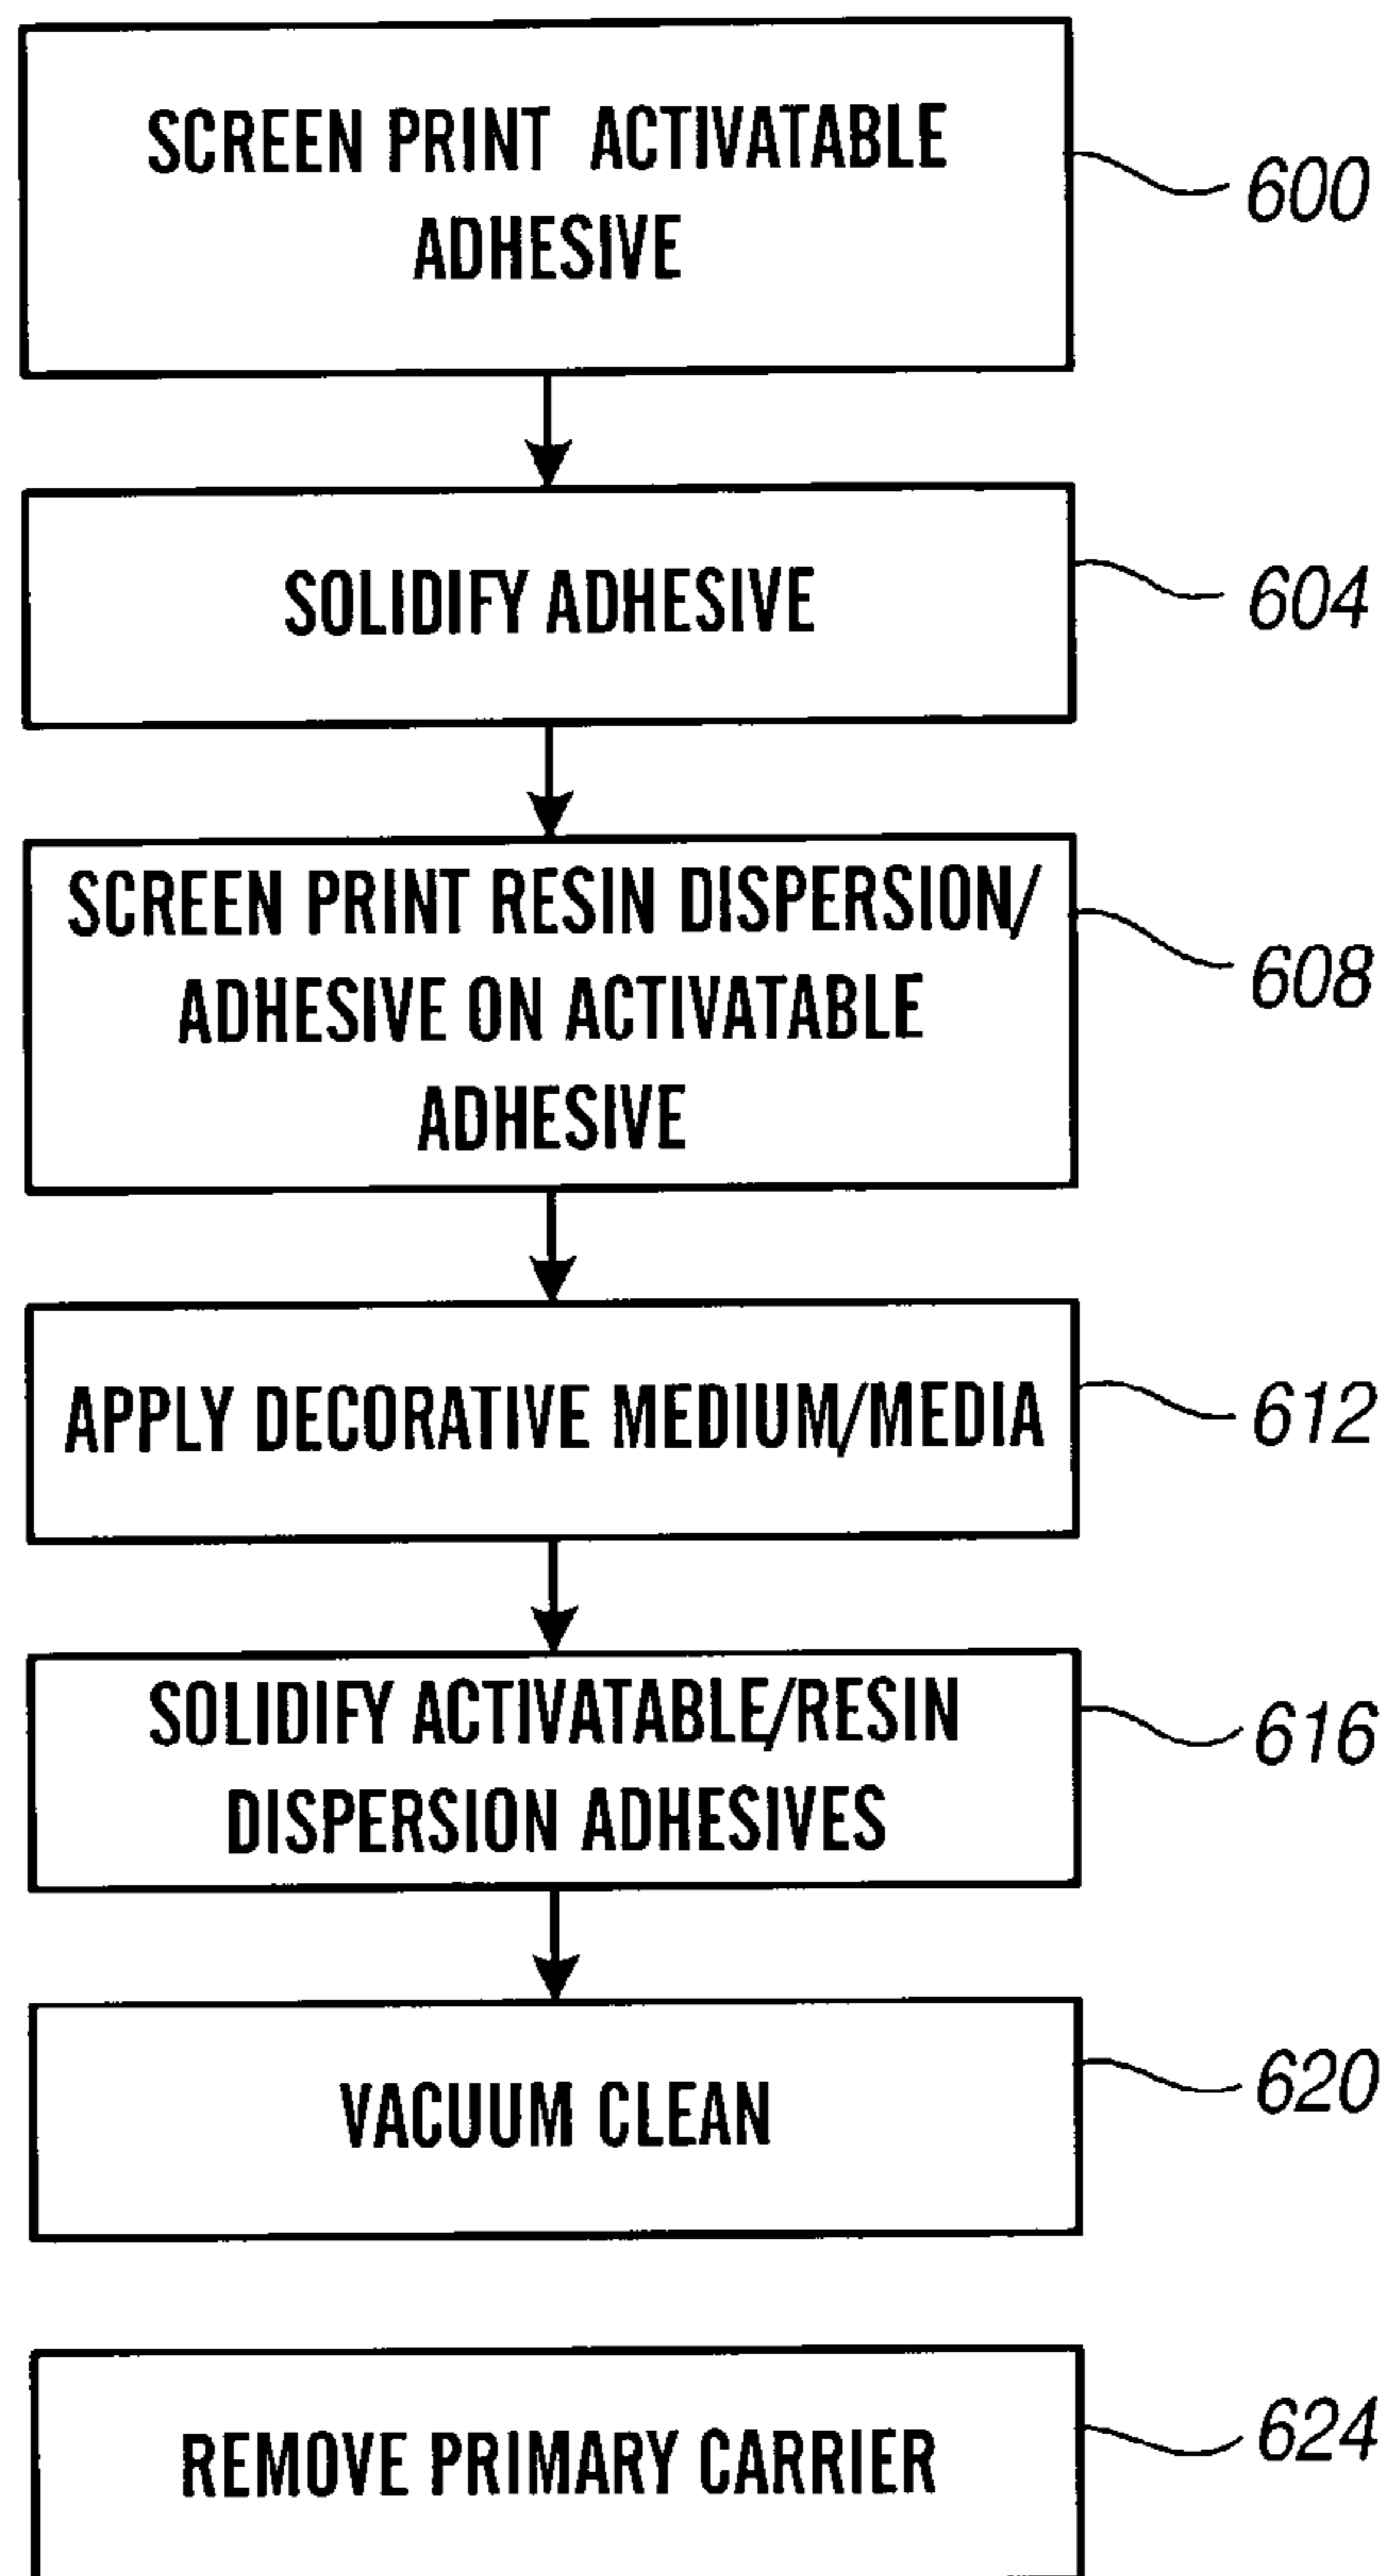 SCREEN PRINT ACTIVATABLE
ADHESIVE
600
SOLIDIFY ADHESIVE
604
SCREEN PRINT RESIN DISPERSION/
ADHESIVE ON ACTIVATABLE
ADHESIVE
608
APPLY DECORATIVE MEDIUM/MEDIA
612
SOLIDIFY ACTIVATABLE/RESIN
DISPERSION ADHESIVES
616
VACUUM CLEAN
620
REMOVE PRIMARY CARRIER
624